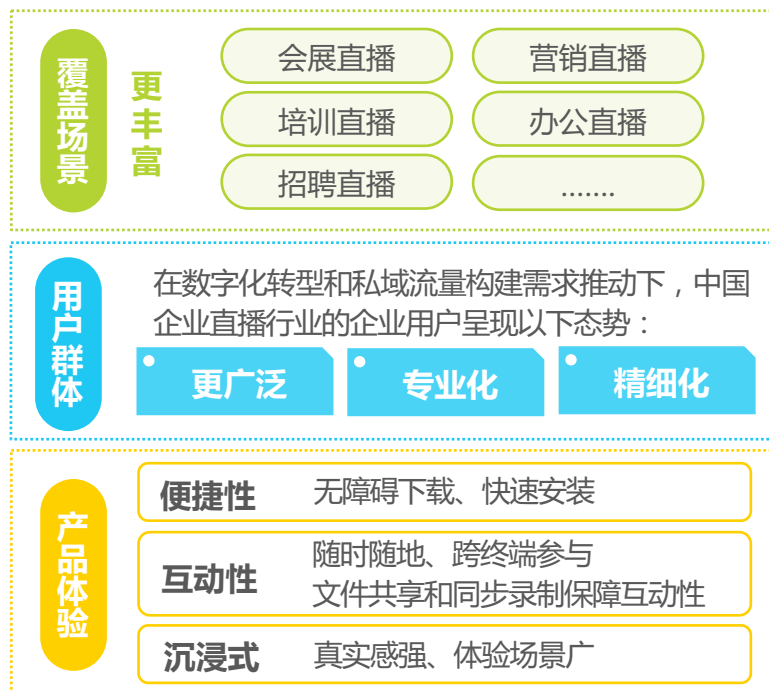 覆盖场景
更丰富
会展直播
营销直播
培训直播
办公直播
招聘直播
.......
用户群体
在数字化转型和私域流量构建需求推动下，中国
企业直播行业的企业用户呈现以下态势：
更广泛
专业化
精细化
产品体验
便捷性
无障碍下载、快速安装
互动性
随时随地、跨终端参与
文件共享和同步录制保障互动性
沉浸式
真实感强、体验场景广